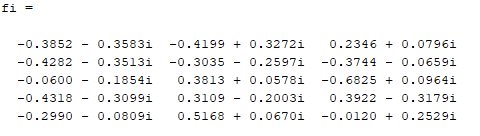 fi =
-0.3852 - 0.3583i -0.4199 + 0.3272i 0.2346 + 0.0796i
-0.4282 - 0.3513i -0.3035 - 0.2597i -0.3744 - 0.0659i
-0.0600 - 0.1854i 0.3813 + 0.0578i -0.6825 + 0.0964i
-0.4318 - 0.3099i 0.3109 - 0.2003i 0.3922 - 0.3179i
-0.2990 - 0.0809i 0.5168 + 0.0670i -0.0120 + 0.2529i